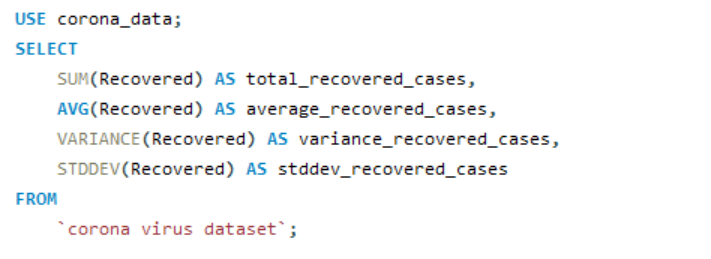 USE corona_data;
SELECT
    SUM(Recovered) AS total_recovered_cases,
    AVG(Recovered) AS average_recovered_cases,
    VARIANCE(Recovered) AS variance_recovered_cases,
    STDDEV(Recovered) AS stddev_recovered_cases
FROM
    `corona virus dataset`;